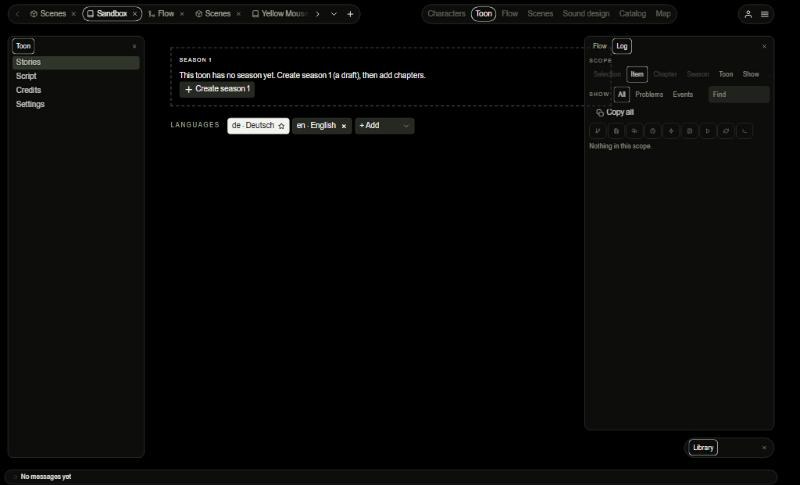 Scenes × Sandbox × Flow × Scenes × Yellow Mous
Characters Toon Flow Scenes Sound design Catalog Map
Toon ×
Stories
Script
Credits
Settings
SEASON 1
This toon has no season yet. Create season 1 (a draft), then add chapters.
+ Create season 1
LANGUAGES de · Deutsch en · English × + Add
Flow Log ×
SCOPE
Selection Item Chapter Season Toon Show
SHOW All Problems Events Find
Copy all
Nothing in this scope.
Library ×
No messages yet